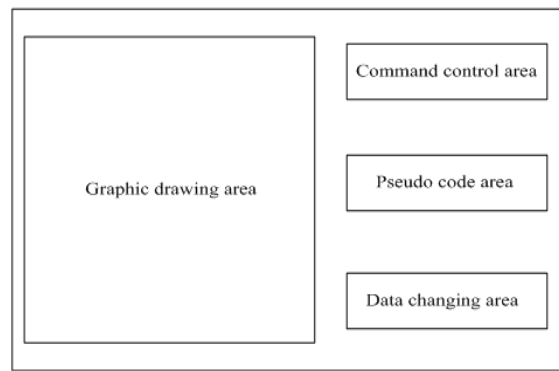 Graphic drawing area
Command control area
Pseudo code area
Data changing area